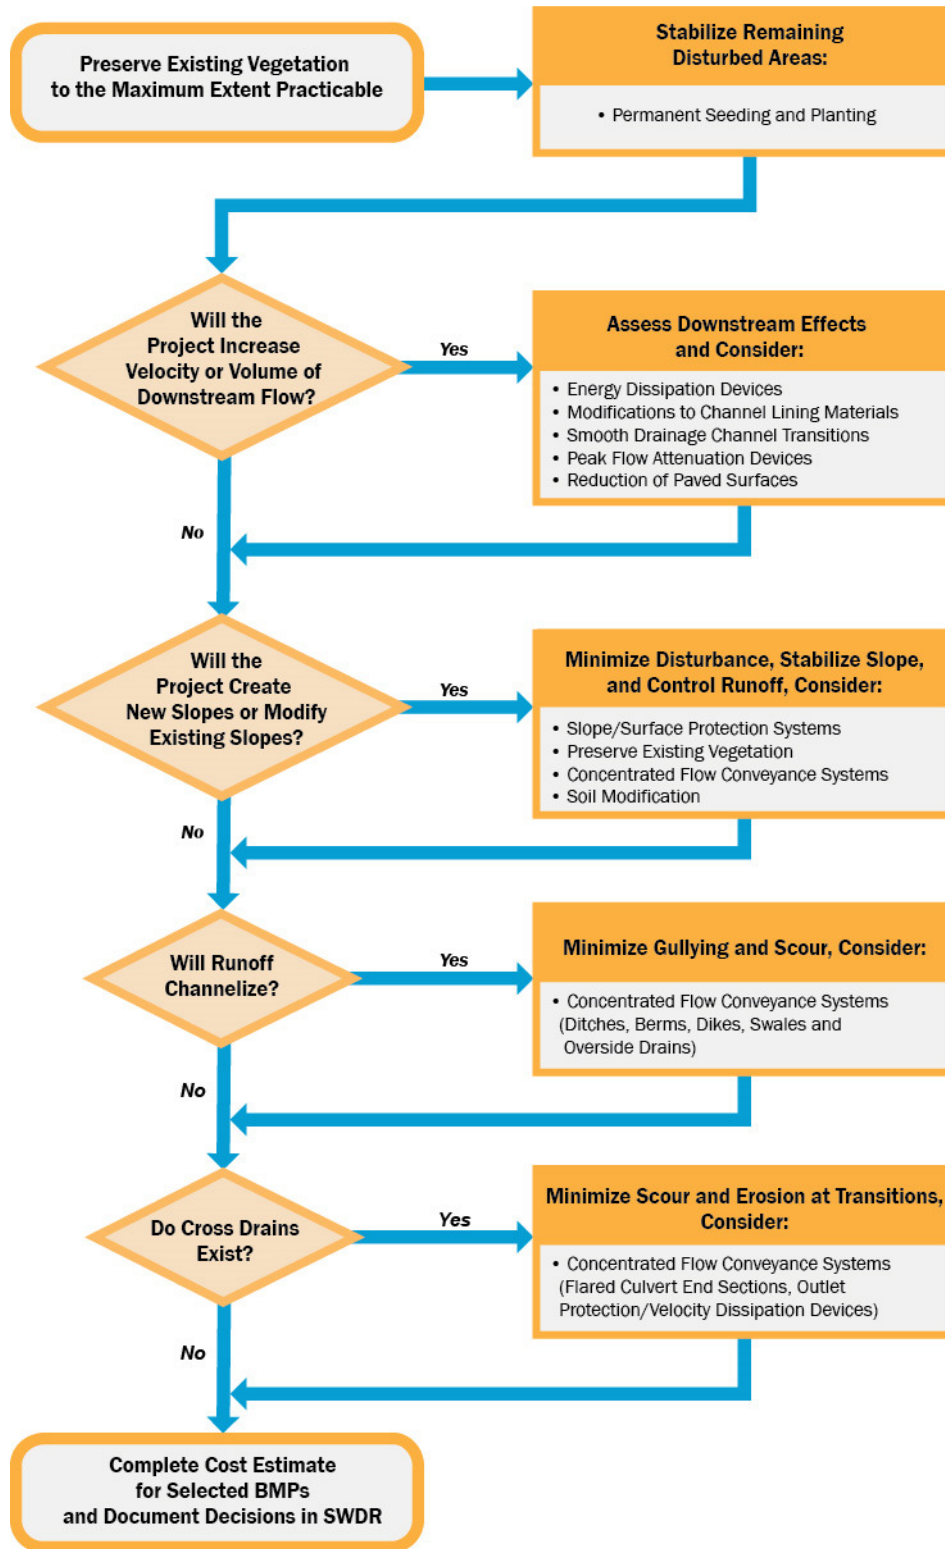 Preserve Existing Vegetation
to the Maximum Extent Practicable
Stabilize Remaining
Disturbed Areas:
• Permanent Seeding and Planting
Will the
Project Increase
Velocity or Volume of
Downstream Flow?
Yes
Assess Downstream Effects
and Consider:
• Energy Dissipation Devices
• Modifications to Channel Lining Materials
• Smooth Drainage Channel Transitions
• Peak Flow Attenuation Devices
• Reduction of Paved Surfaces
No
Will the
Project Create
New Slopes or Modify
Existing Slopes?
Yes
Minimize Disturbance, Stabilize Slope,
and Control Runoff, Consider:
• Slope/Surface Protection Systems
• Preserve Existing Vegetation
• Concentrated Flow Conveyance Systems
• Soil Modification
No
Will Runoff
Channelize?
Yes
Minimize Gullying and Scour, Consider:
• Concentrated Flow Conveyance Systems
(Ditches, Berms, Dikes, Swales and
Overside Drains)
No
Do Cross Drains
Exist?
Yes
Minimize Scour and Erosion at Transitions,
Consider:
• Concentrated Flow Conveyance Systems
(Flared Culvert End Sections, Outlet
Protection/Velocity Dissipation Devices)
No
Complete Cost Estimate
for Selected BMPs
and Document Decisions in SWDR